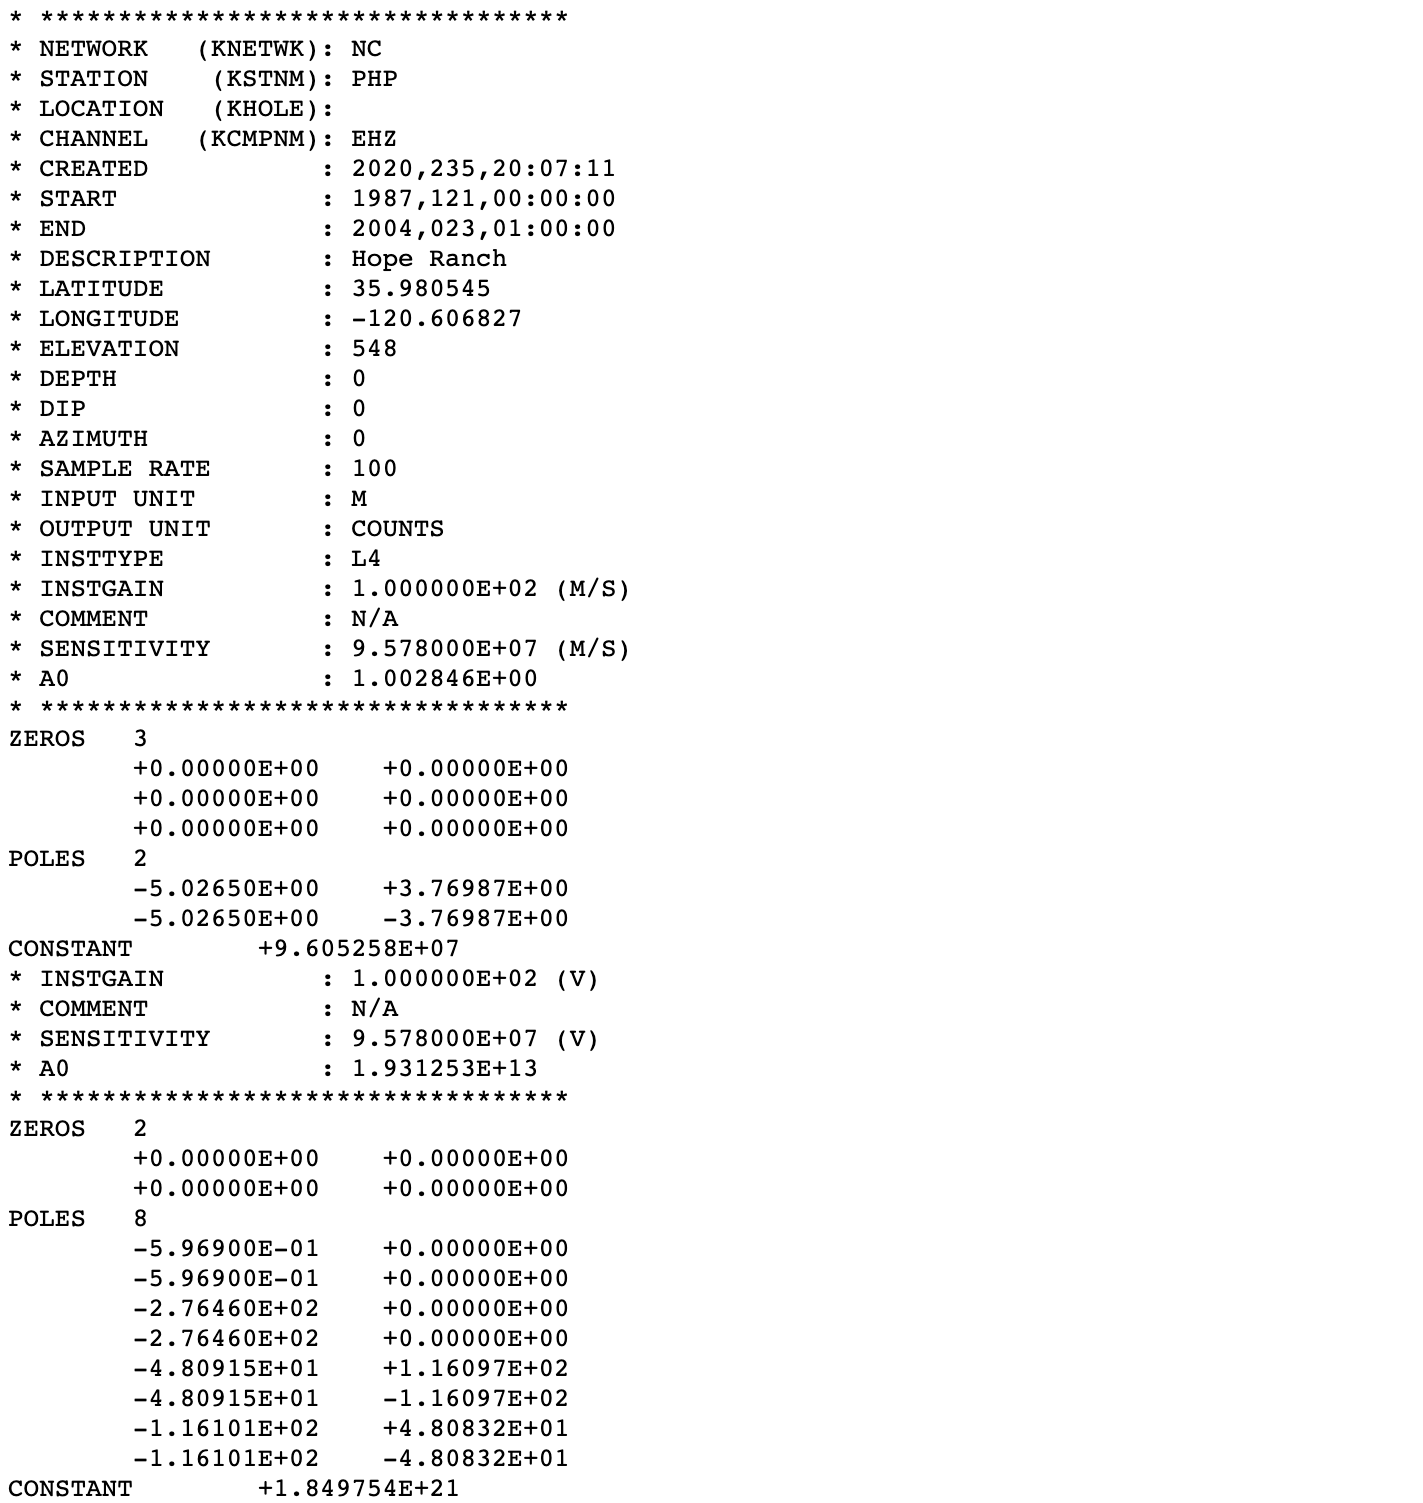 * **********************************
* NETWORK   (KNETWK): NC
* STATION    (KSTNM): PHP
* LOCATION   (KHOLE):
* CHANNEL   (KCMPNM): EHZ
* CREATED           : 2020,235,20:07:11
* START             : 1987,121,00:00:00
* END               : 2004,023,01:00:00
* DESCRIPTION       : Hope Ranch
* LATITUDE          : 35.980545
* LONGITUDE         : -120.606827
* ELEVATION         : 548
* DEPTH             : 0
* DIP               : 0
* AZIMUTH           : 0
* SAMPLE RATE       : 100
* INPUT UNIT        : M
* OUTPUT UNIT       : COUNTS
* INSTTYPE          : L4
* INSTGAIN          : 1.000000E+02 (M/S)
* COMMENT           : N/A
* SENSITIVITY       : 9.578000E+07 (M/S)
* A0                : 1.002846E+00
* **********************************
ZEROS   3
        +0.00000E+00    +0.00000E+00
        +0.00000E+00    +0.00000E+00
        +0.00000E+00    +0.00000E+00
POLES   2
        -5.02650E+00    +3.76987E+00
        -5.02650E+00    -3.76987E+00
CONSTANT        +9.605258E+07
* INSTGAIN          : 1.000000E+02 (V)
* COMMENT           : N/A
* SENSITIVITY       : 9.578000E+07 (V)
* A0                : 1.931253E+13
* **********************************
ZEROS   2
        +0.00000E+00    +0.00000E+00
        +0.00000E+00    +0.00000E+00
POLES   8
        -5.96900E-01    +0.00000E+00
        -5.96900E-01    +0.00000E+00
        -2.76460E+02    +0.00000E+00
        -2.76460E+02    +0.00000E+00
        -4.80915E+01    +1.16097E+02
        -4.80915E+01    -1.16097E+02
        -1.16101E+02    +4.80832E+01
        -1.16101E+02    -4.80832E+01
CONSTANT        +1.849754E+21